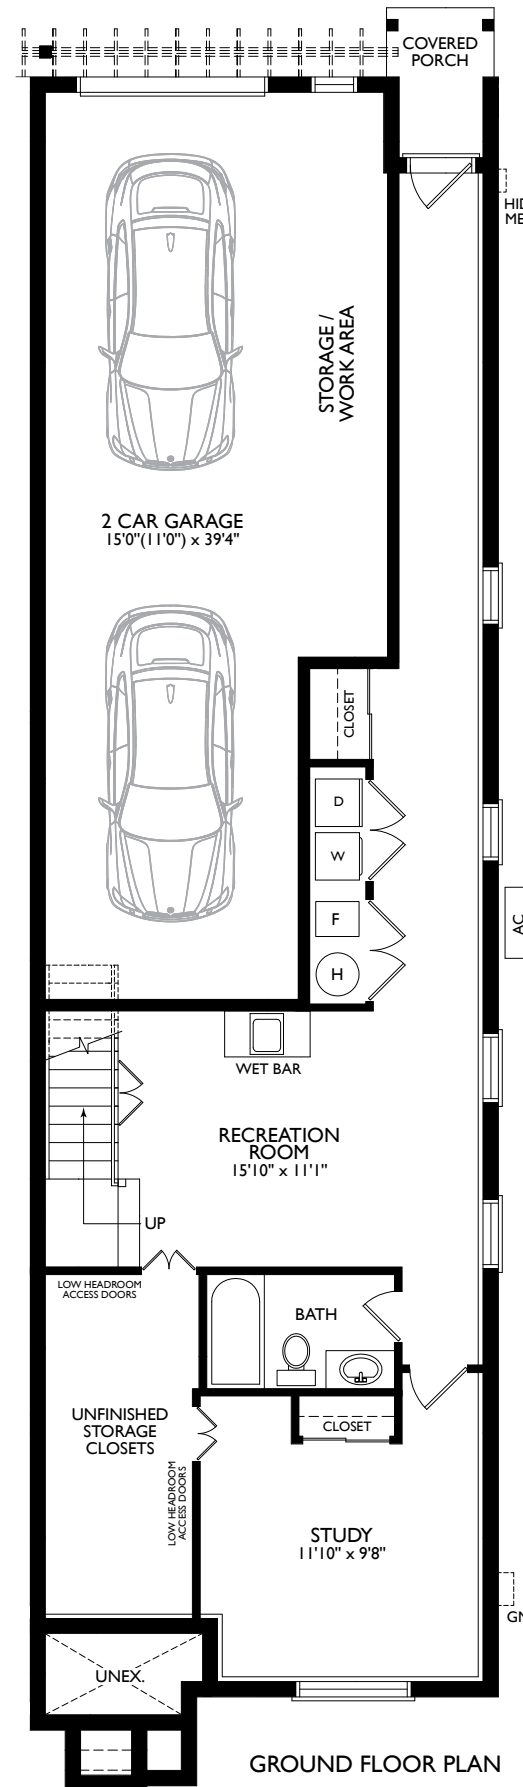 COVERED
PORCH
HID
ME
STORAGE /
WORK AREA
2 CAR GARAGE
15'0"(11'0") x 39'4"
CLOSET
D
W
F
H
AC
WET BAR
RECREATION
ROOM
15'10" x 11'1"
UP
LOW HEADROOM
ACCESS DOORS
BATH
UNFINISHED
STORAGE
CLOSETS
CLOSET
LOW HEADROOM
ACCESS DOORS
STUDY
11'10" x 9'8"
UNEX.
GROUND FLOOR PLAN